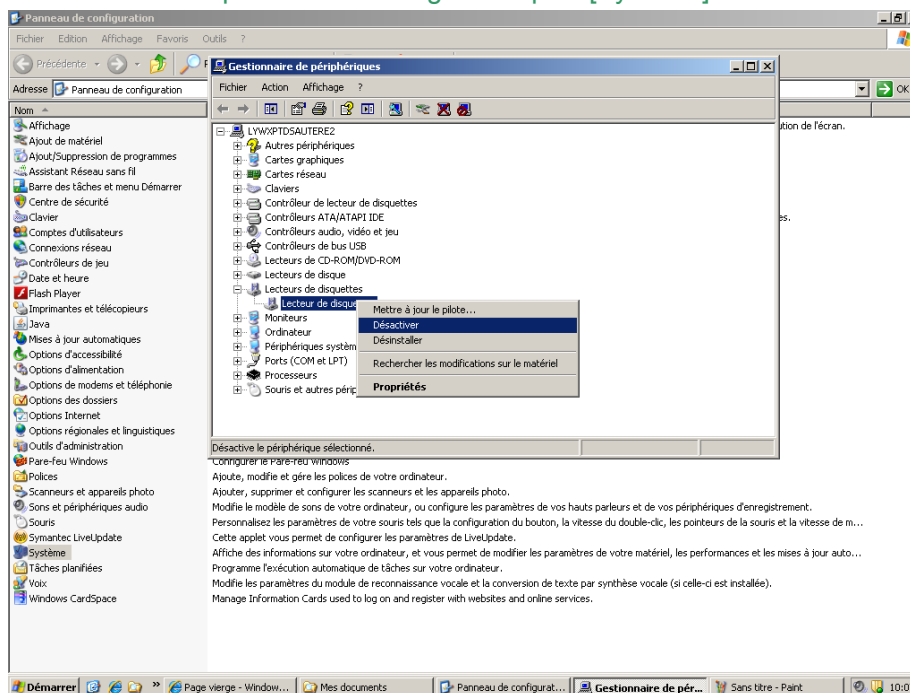 Panneau de configuration
Fichier Edition Affichage Favoris Outils ?
Précédente
Adresse Panneau de configuration OK
Nom
Affichage
Ajout de matériel
Ajout/Suppression de programmes
Assistant Réseau sans fil
Barre des tâches et menu Démarrer
Centre de sécurité
Clavier
Comptes d'utilisateurs
Connexions réseau
Contrôleurs de jeu
Date et heure
Flash Player
Imprimantes et télécopieurs
Java
Mises à jour automatiques
Options d'accessibilité
Options d'alimentation
Options de modems et téléphonie
Options des dossiers
Options Internet
Options régionales et linguistiques
Outils d'administration
Pare-feu Windows
Polices
Scanneurs et appareils photo
Sons et périphériques audio
Souris
Symantec LiveUpdate
Système
Tâches planifiées
Voix
Windows CardSpace
Gestionnaire de périphériques
Fichier Action Affichage ?
LYWXPTDSAUTERE2
Autres périphériques
Cartes graphiques
Cartes réseau
Claviers
Contrôleur de lecteur de disquettes
Contrôleurs ATA/ATAPI IDE
Contrôleurs audio, vidéo et jeu
Contrôleurs de bus USB
Lecteurs de CD-ROM/DVD-ROM
Lecteurs de disque
Lecteurs de disquettes
Lecteur de disque
Moniteurs
Ordinateur
Périphériques systèm
Ports (COM et LPT)
Processeurs
Souris et autres périp
Mettre à jour le pilote...
Désactiver
Désinstaller
Rechercher les modifications sur le matériel
Propriétés
Désactive le périphérique sélectionné.
ution de l'écran.
es.
Configurer le Pare-feu Windows
Ajoute, modifie et gére les polices de votre ordinateur.
Ajouter, supprimer et configurer les scanneurs et les appareils photo.
Modifie le modèle de sons de votre ordinateur, ou configure les paramètres de vos hauts parleurs et de vos périphériques d'enregistrement.
Personnalisez les paramètres de votre souris tels que la configuration du bouton, la vitesse du double-clic, les pointeurs de la souris et la vitesse de m...
Cette applet vous permet de configurer les paramètres de LiveUpdate.
Affiche des informations sur votre ordinateur, et vous permet de modifier les paramètres de votre matériel, les performances et les mises à jour auto...
Programme l'exécution automatique de tâches sur votre ordinateur.
Modifie les paramètres du module de reconnaissance vocale et la conversion de texte par synthèse vocale (si celle-ci est installée).
Manage Information Cards used to log on and register with websites and online services.
Démarrer » Page vierge - Window... Mes documents Panneau de configurat... Gestionnaire de pér... Sans titre - Paint 10:0